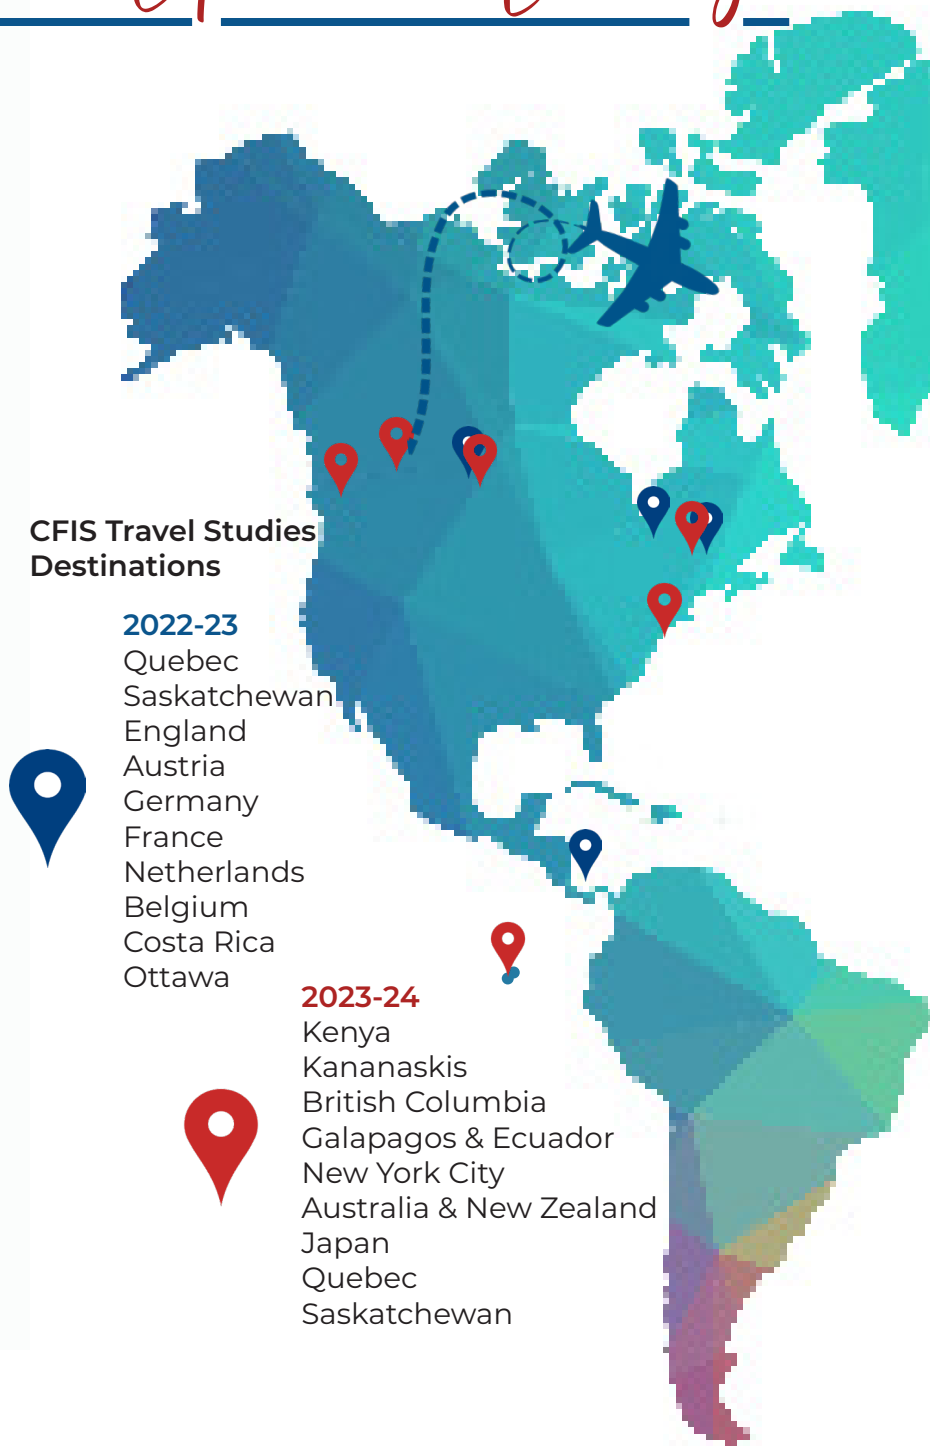 CFIS Travel Studies
Destinations
2022-23
Quebec
Saskatchewan
England
Austria
Germany
France
Netherlands
Belgium
Costa Rica
Ottawa
2023-24
Kenya
Kananaskis
British Columbia
Galapagos & Ecuador
New York City
Australia & New Zealand
Japan
Quebec
Saskatchewan